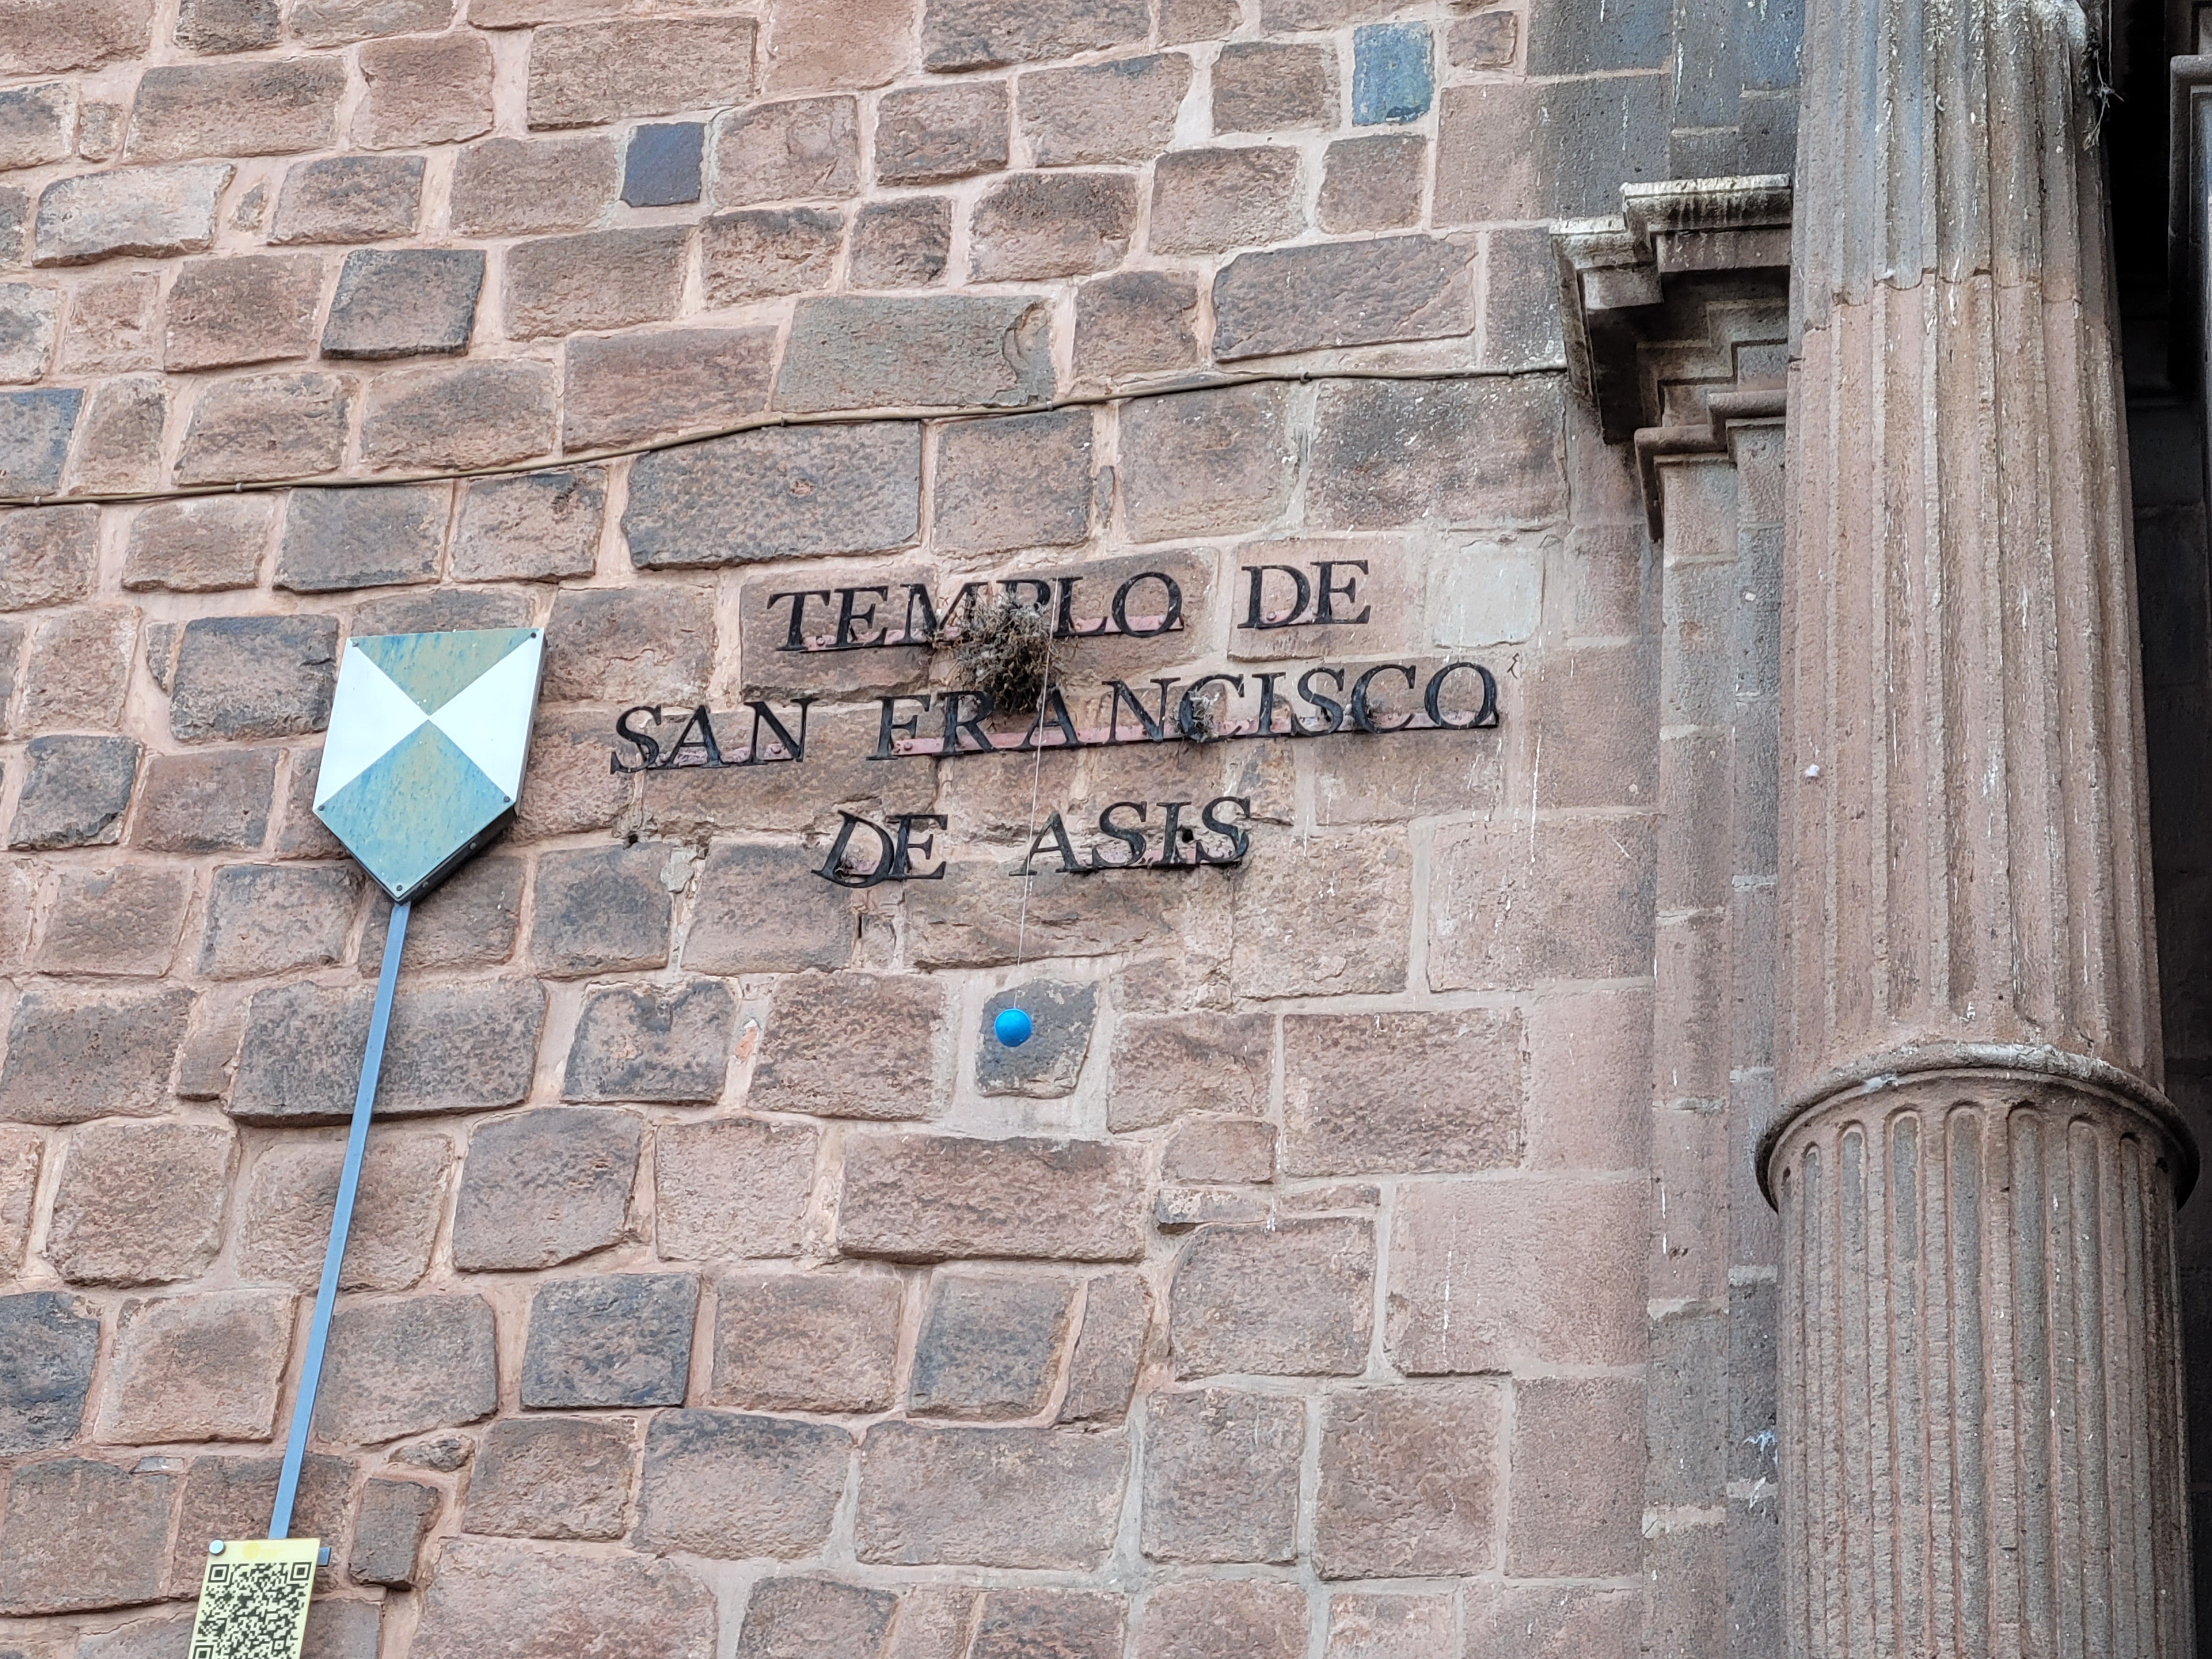 TEMPLO DE
SAN FRANCISCO
DE ASIS